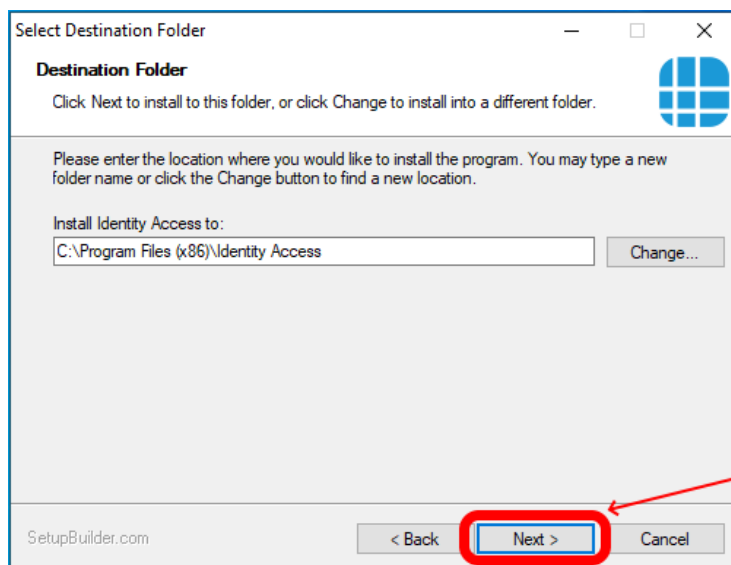 Select Destination Folder
Destination Folder
Click Next to install to this folder, or click Change to install into a different folder.
Please enter the location where you would like to install the program. You may type a new
folder name or click the Change button to find a new location.
Install Identity Access to:
C:\Program Files (x86)\Identity Access
Change...
SetupBuilder.com
< Back
Next >
Cancel